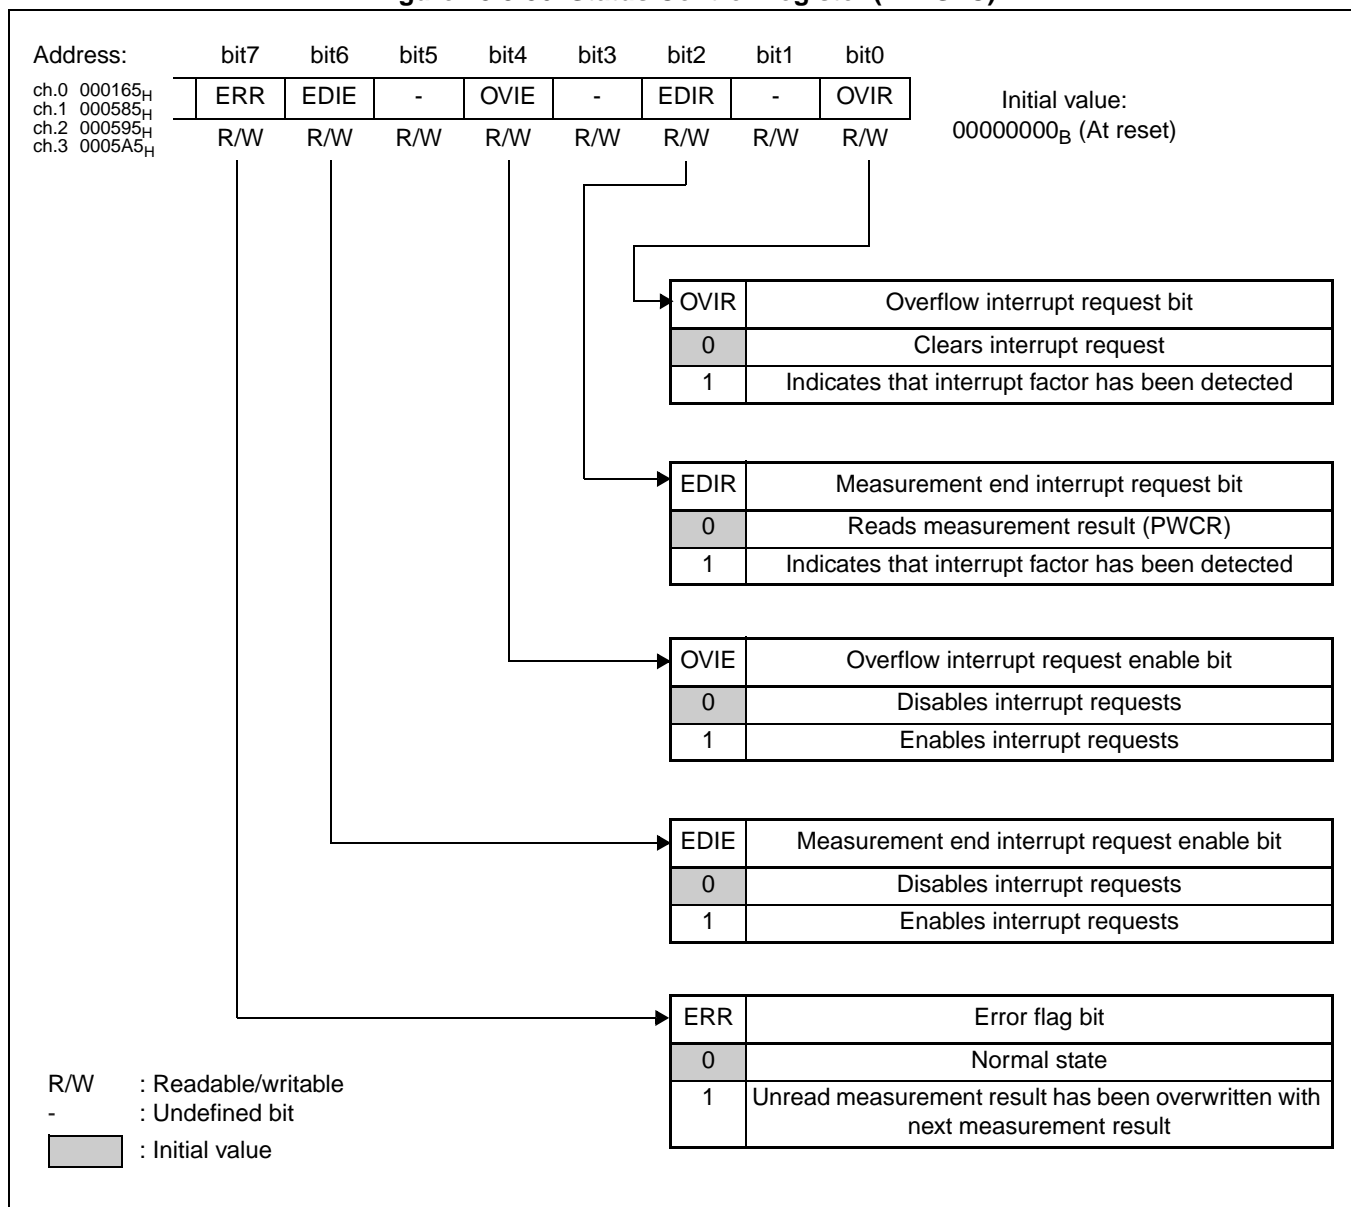 Address: bit7 bit6 bit5 bit4 bit3 bit2 bit1 bit0
ch.0 000165H
ch.1 000585H
ch.2 000595H
ch.3 0005A5H
ERR EDIE - OVIE - EDIR - OVIR
R/W R/W R/W R/W R/W R/W R/W R/W
Initial value:
00000000B (At reset)
OVIR Overflow interrupt request bit
0 Clears interrupt request
1 Indicates that interrupt factor has been detected
EDIR Measurement end interrupt request bit
0 Reads measurement result (PWCR)
1 Indicates that interrupt factor has been detected
OVIE Overflow interrupt request enable bit
0 Disables interrupt requests
1 Enables interrupt requests
EDIE Measurement end interrupt request enable bit
0 Disables interrupt requests
1 Enables interrupt requests
ERR Error flag bit
0 Normal state
1 Unread measurement result has been overwritten with
next measurement result
R/W : Readable/writable
- : Undefined bit
: Initial value